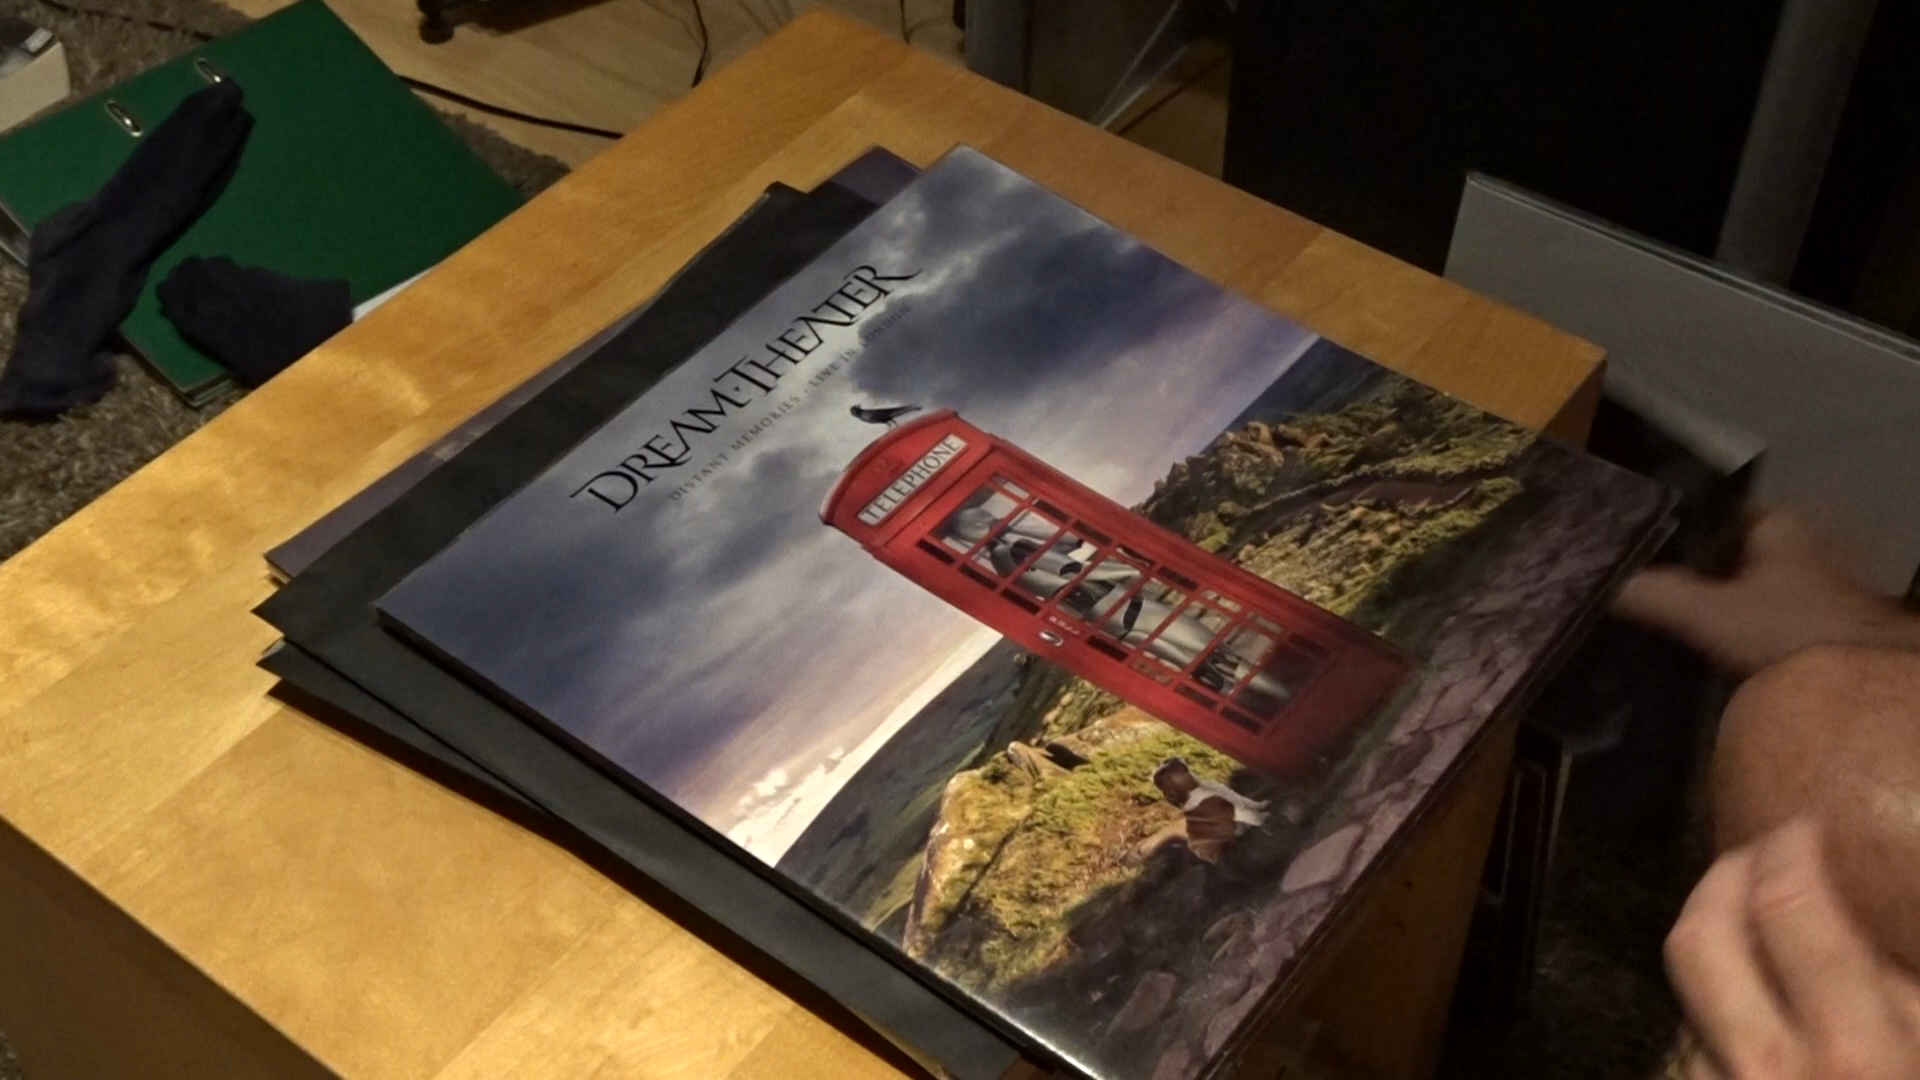 DREAM·THEATER
DISTANT MEMORIES · LIVE IN LONDON
TELEPHONE